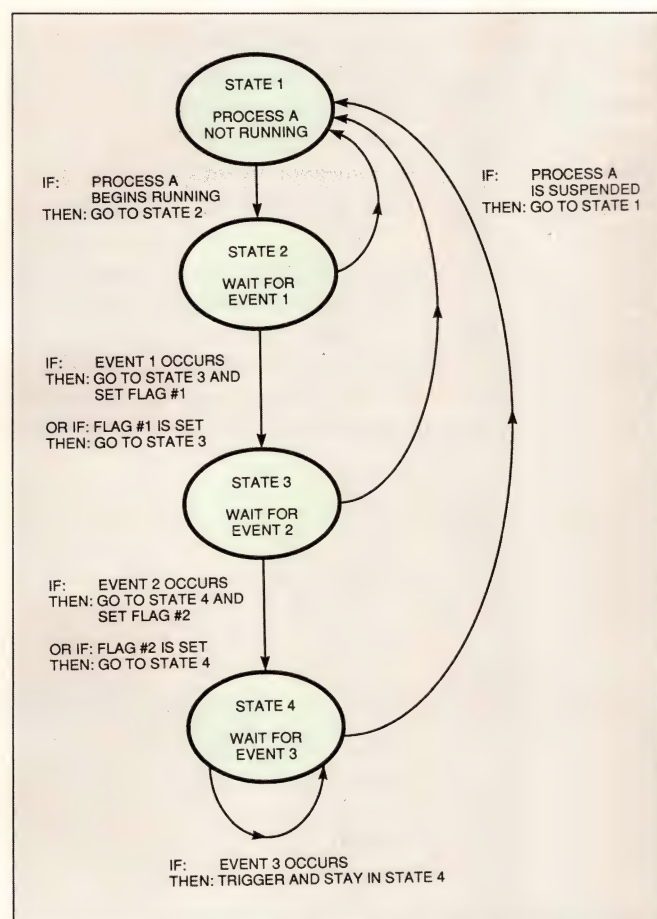 STATE 1
PROCESS A
NOT RUNNING
IF: PROCESS A
BEGINS RUNNING
THEN: GO TO STATE 2
IF: PROCESS A
IS SUSPENDED
THEN: GO TO STATE 1
STATE 2
WAIT FOR
EVENT 1
IF: EVENT 1 OCCURS
THEN: GO TO STATE 3 AND
SET FLAG #1
OR IF: FLAG #1 IS SET
THEN: GO TO STATE 3
STATE 3
WAIT FOR
EVENT 2
IF: EVENT 2 OCCURS
THEN: GO TO STATE 4 AND
SET FLAG #2
OR IF: FLAG #2 IS SET
THEN: GO TO STATE 4
STATE 4
WAIT FOR
EVENT 3
IF: EVENT 3 OCCURS
THEN: TRIGGER AND STAY IN STATE 4